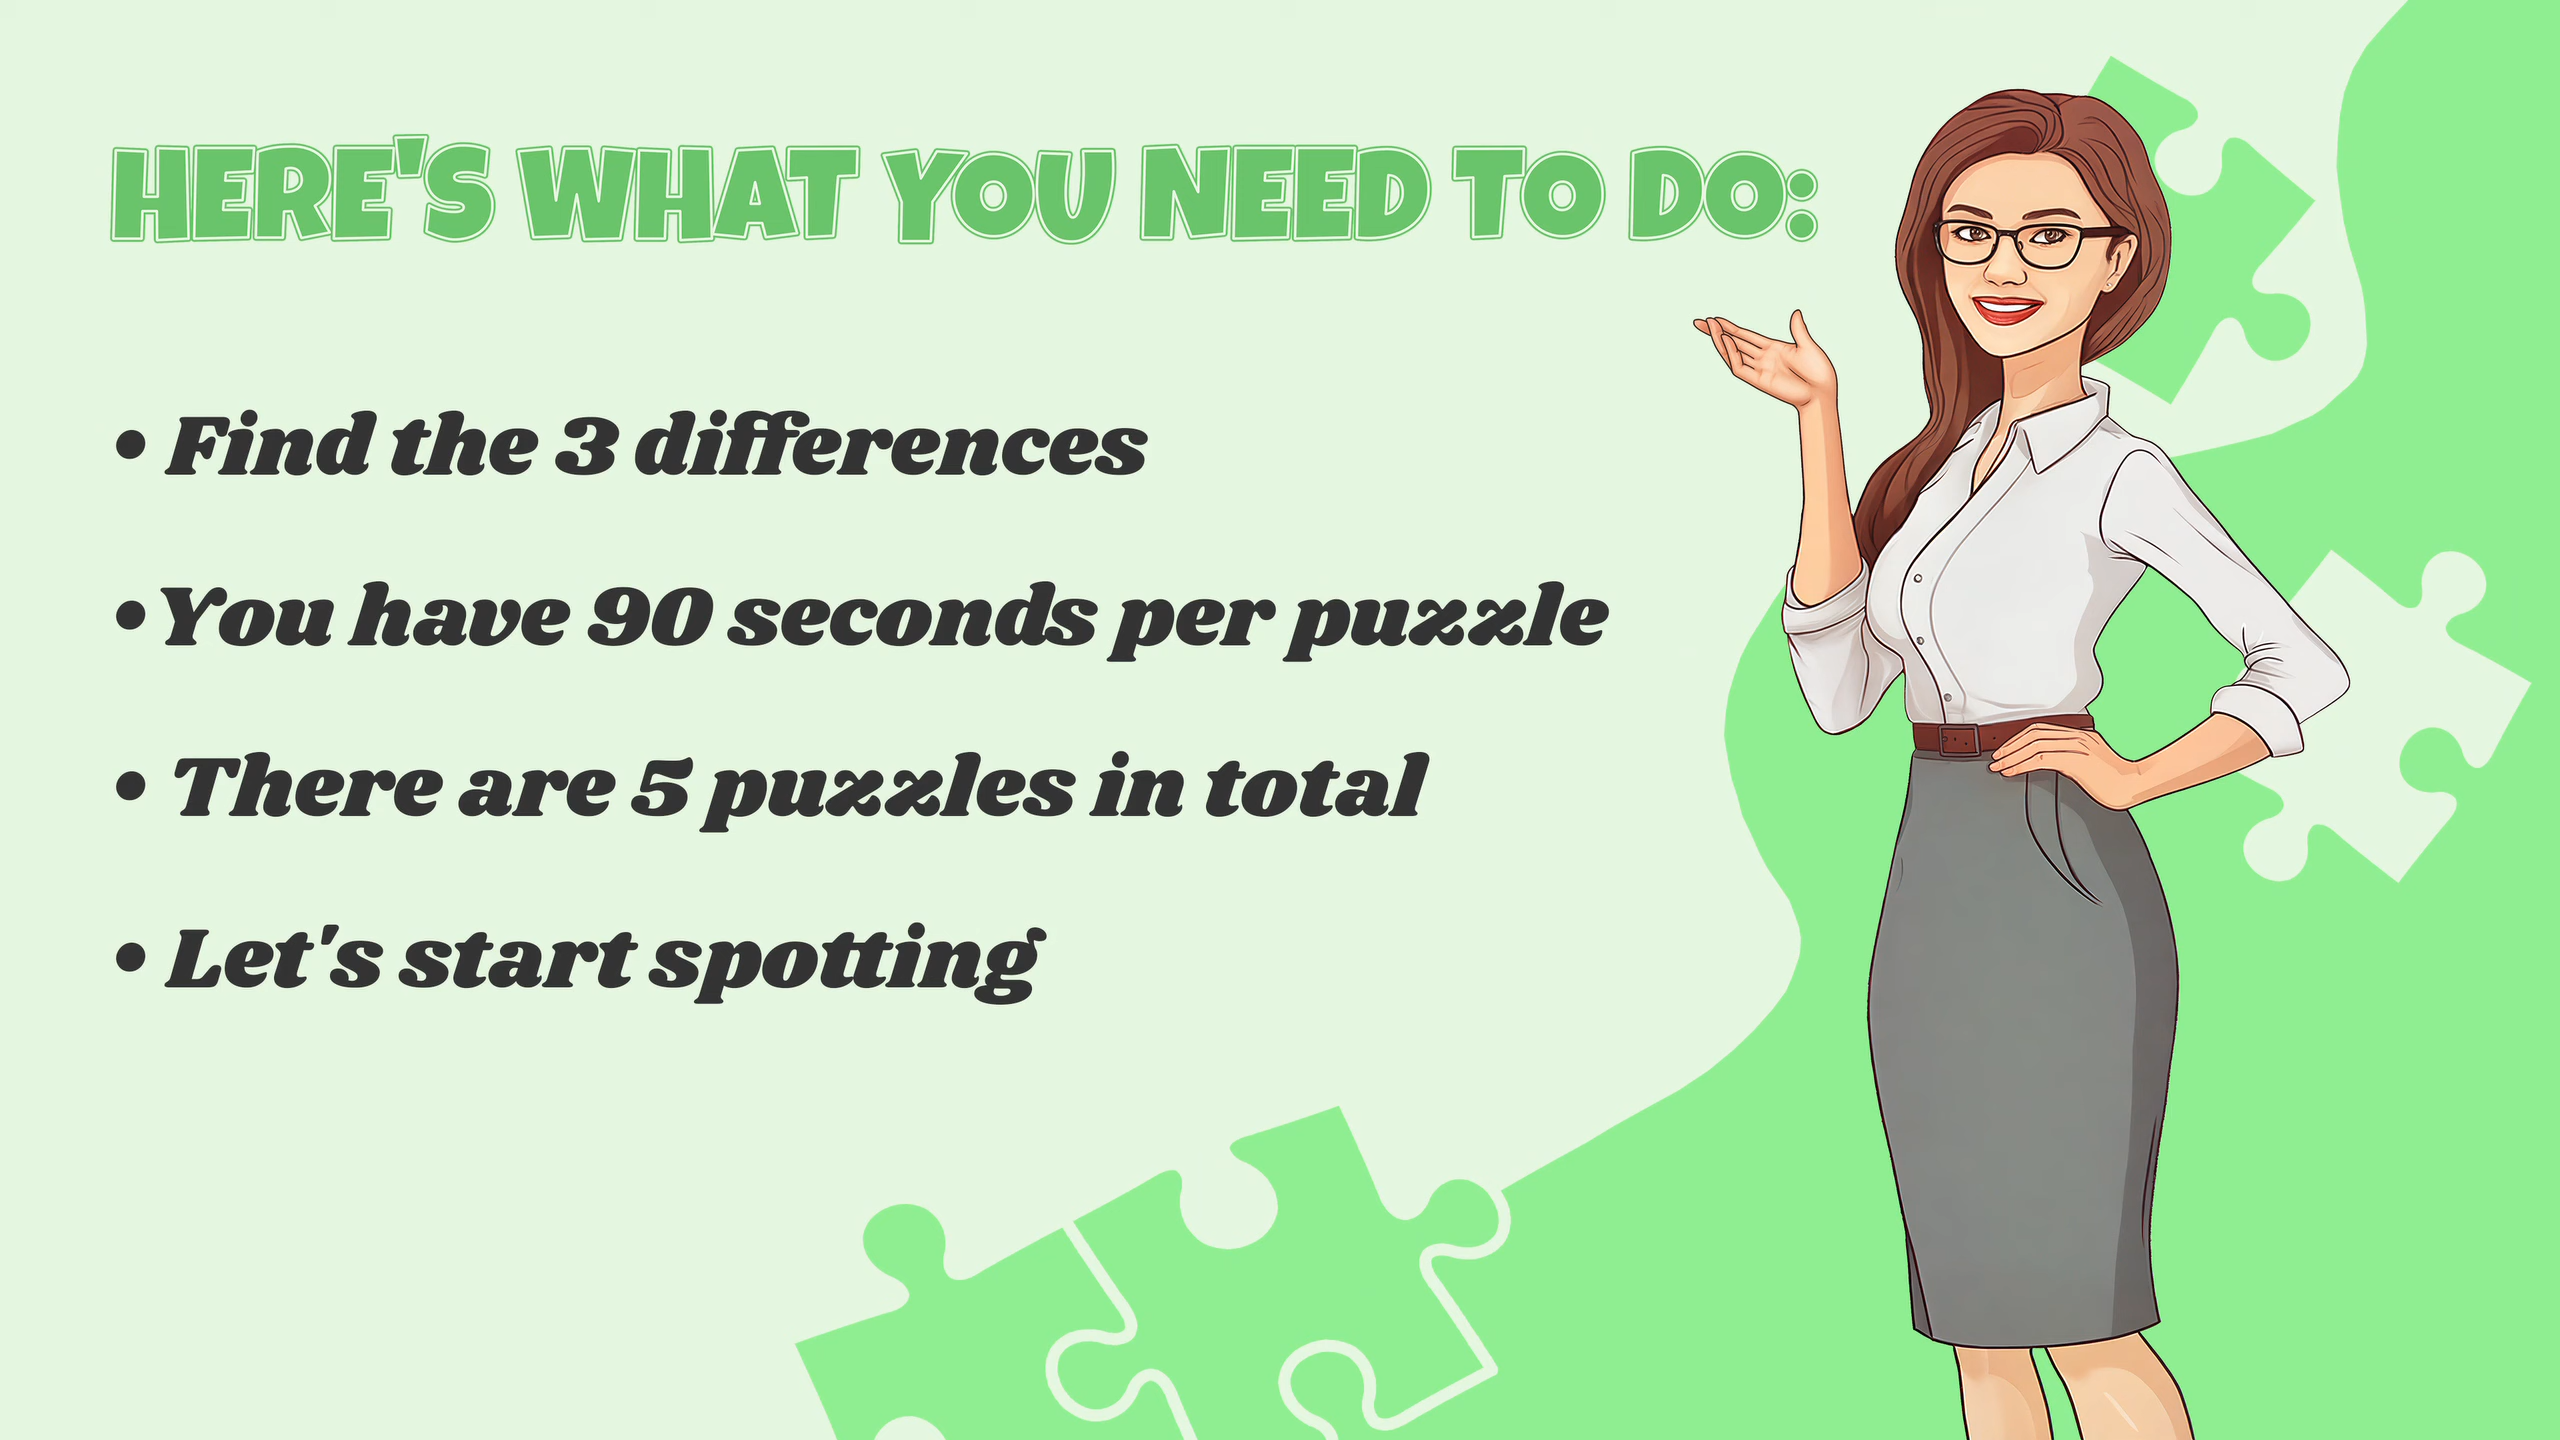 HERE'S WHAT YOU NEED TO DO:
• Find the 3 differences
• You have 90 seconds per puzzle
• There are 5 puzzles in total
• Let's start spotting